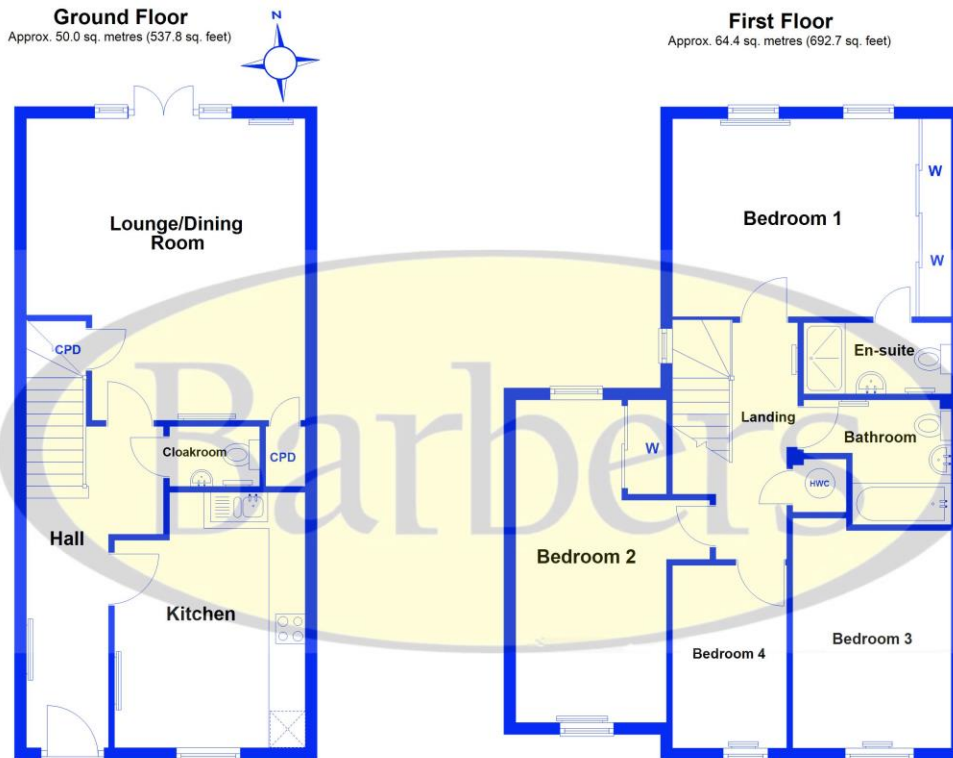 Ground Floor
Approx. 50.0 sq. metres (537.8 sq. feet)
N
Lounge/Dining
Room
CPD
Cloakroom
CPD
Hall
Kitchen
First Floor
Approx. 64.4 sq. metres (692.7 sq. feet)
W
Bedroom 1
W
En-suite
Landing
Bathroom
W
HWC
Bedroom 2
Bedroom 3
Bedroom 4
Barbers